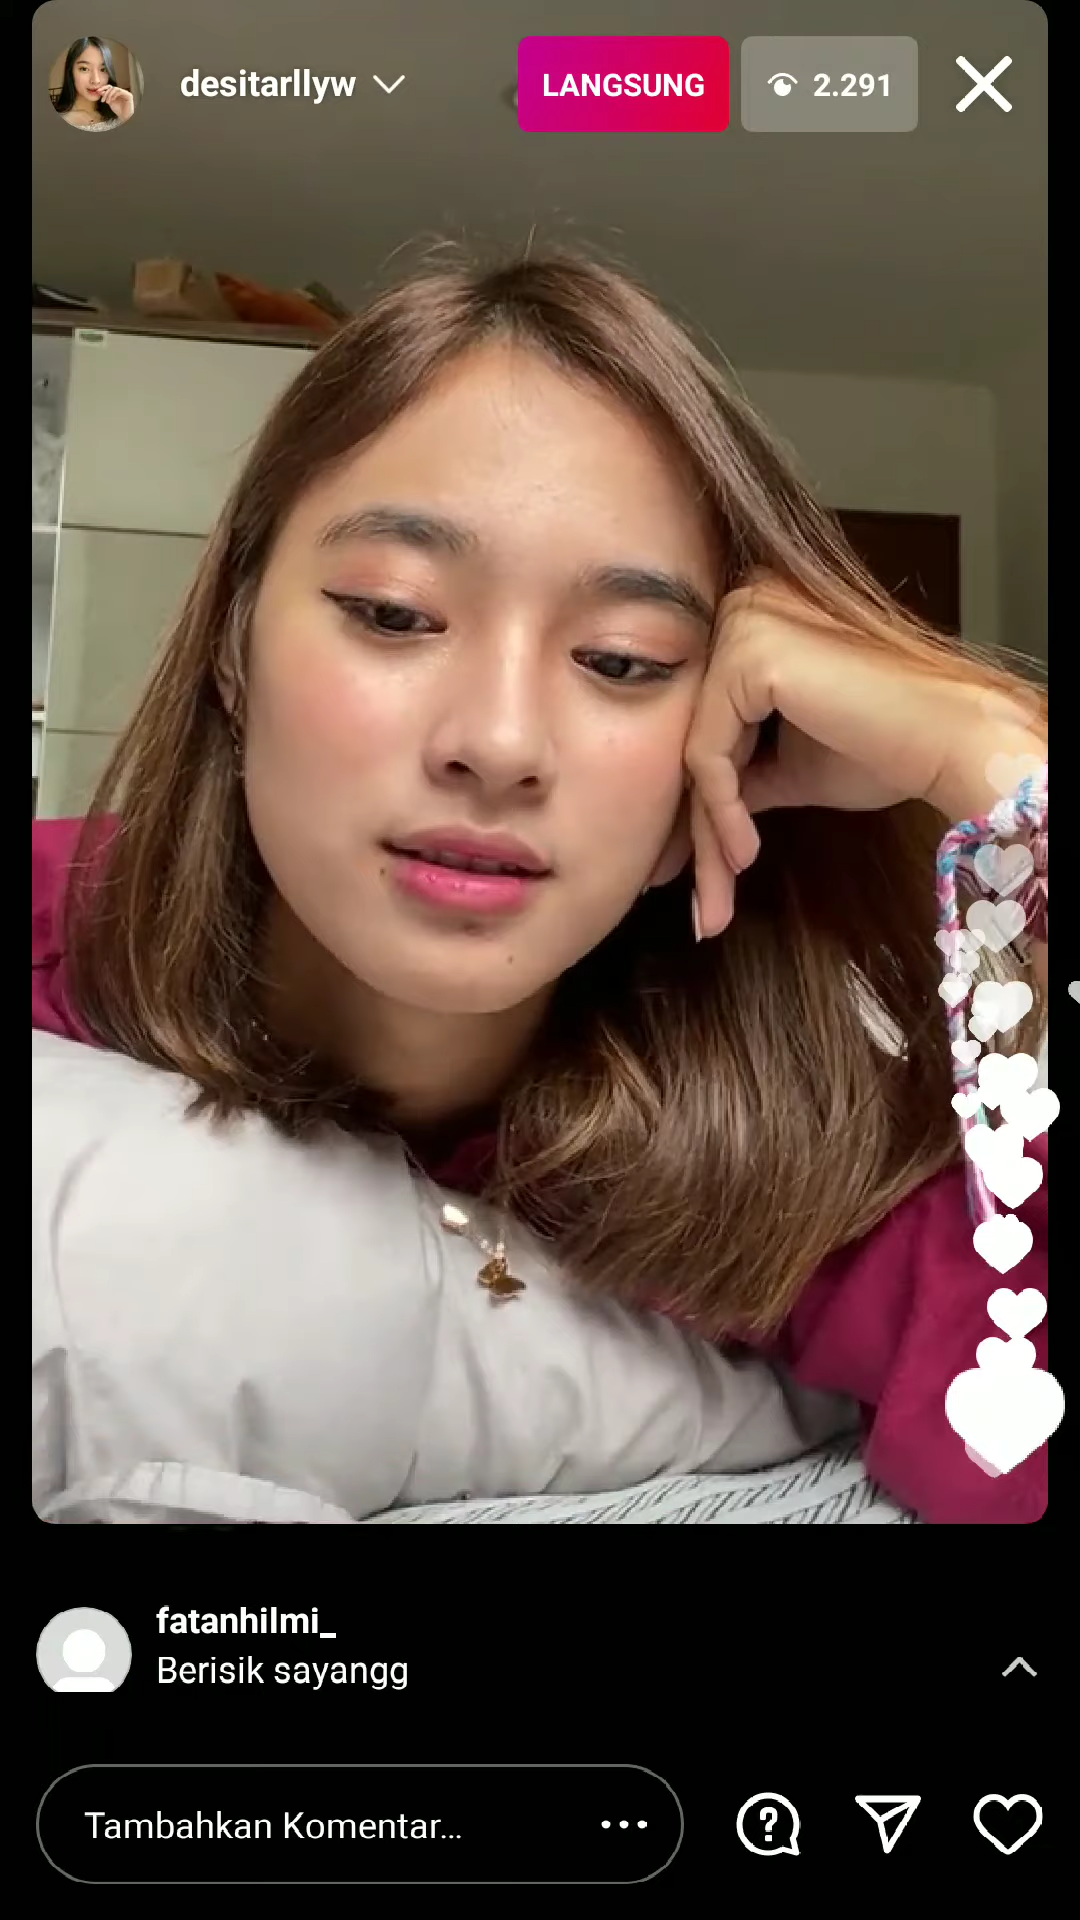 desitarllyw
LANGSUNG
2.291
fatanhilmi_
Berisik sayangg
Tambahkan Komentar...